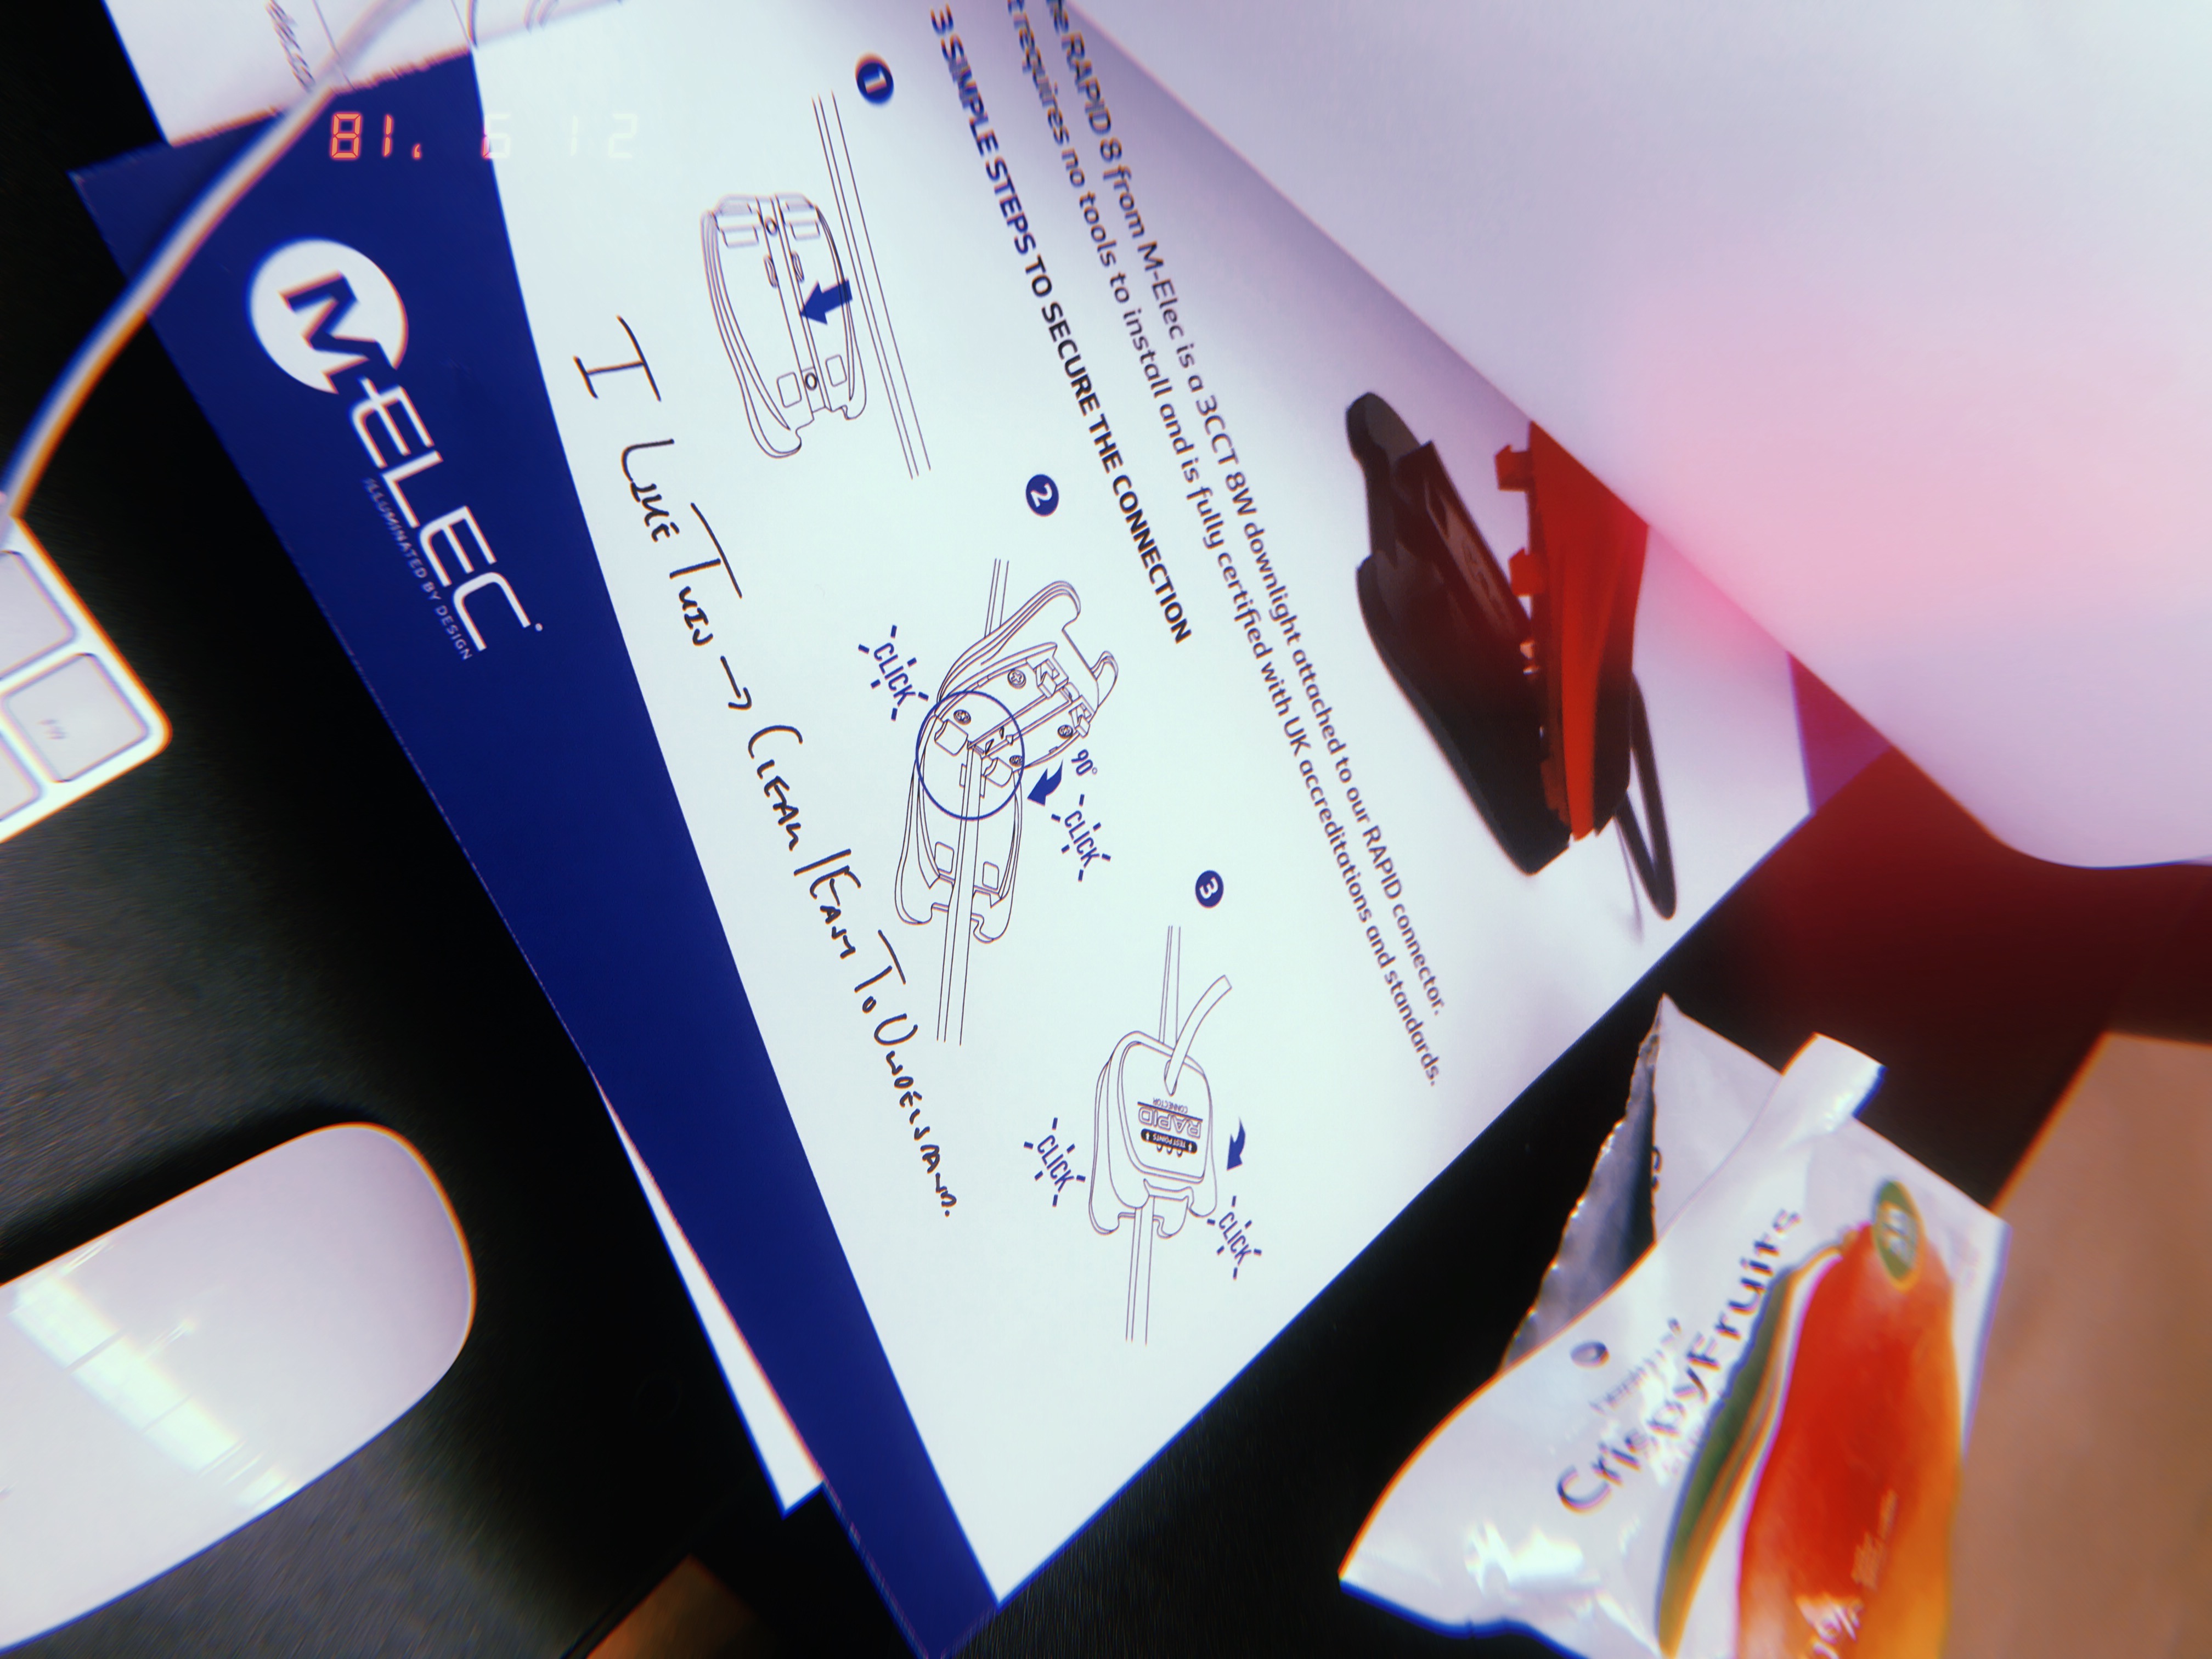 he RAPID 8 from M-Elec is a 3CCT 8W downlight attached to our RAPID connector.
t requires no tools to install and is fully certified with UK accreditations and standards.
3 SIMPLE STEPS TO SECURE THE CONNECTION
1
2
CLICK
90°
CLICK
3
RAPID
CONNECTOR
TEST POINTS
CLICK
CLICK
I LIKE THIS → CLEAN / EASY TO UNDERSTAND.
M-ELEC
ILLUMINATED BY DESIGN
81. 6 12
CrispyFruits